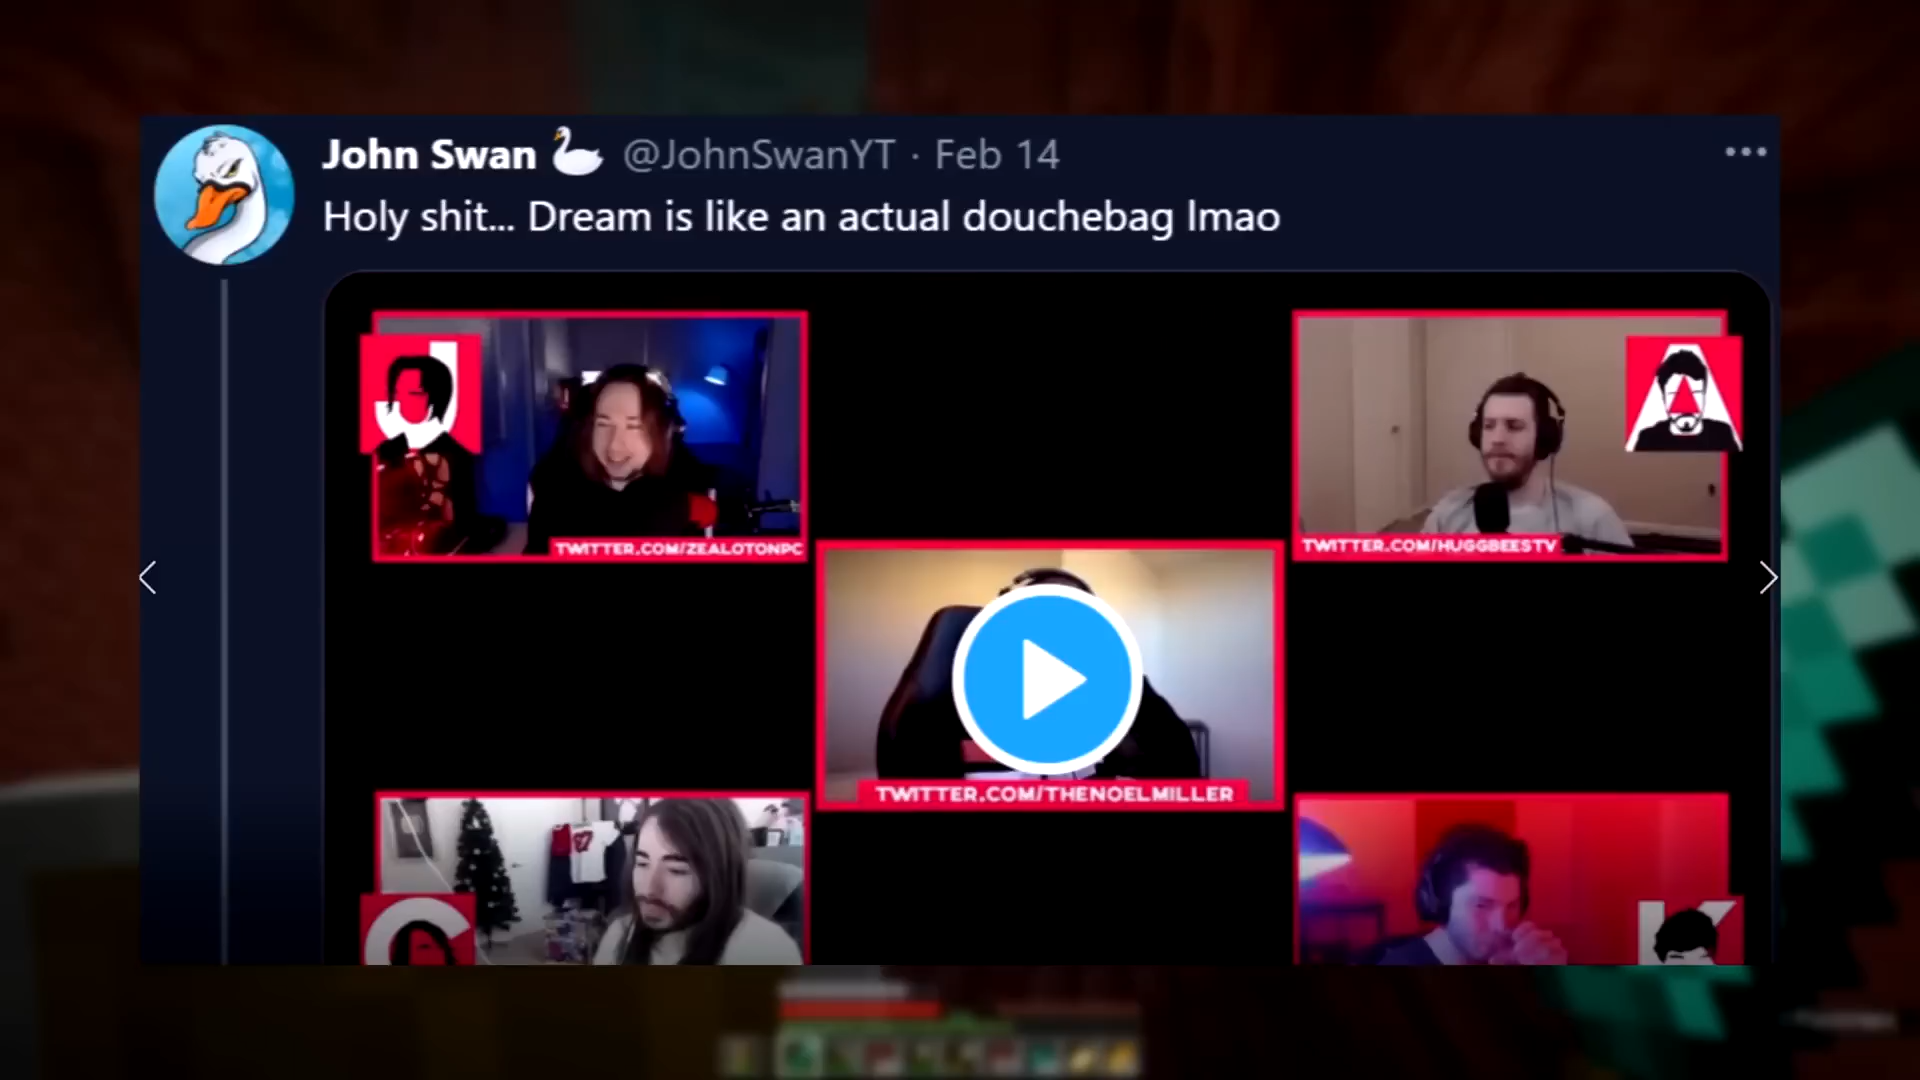 John Swan 🦢 @JohnSwanYT · Feb 14
Holy shit... Dream is like an actual douchebag lmao
J
A
TWITTER.COM/ZEALOTONPC
TWITTER.COM/HUGGBEESTV
TWITTER.COM/THENOELMILLER
C
K